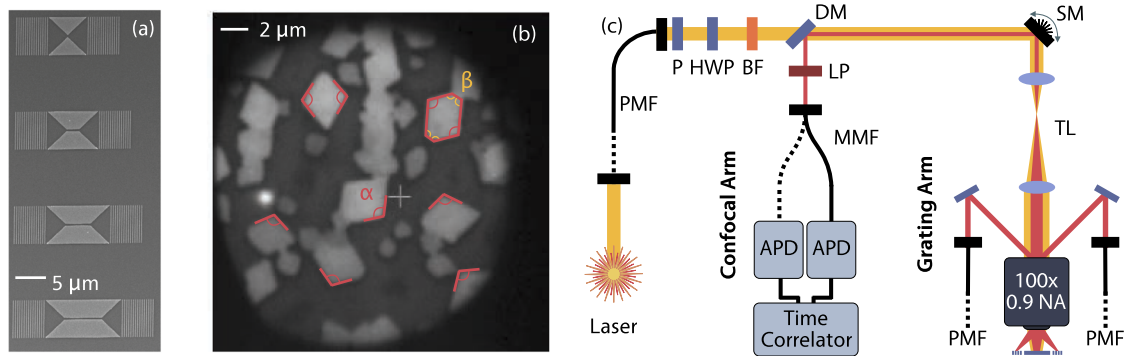 (a)
5 μm
2 μm
(b)
β
α
(c)
DM
SM
P HWP BF
LP
PMF
MMF
TL
Confocal Arm
Grating Arm
APD
APD
100x
0.9 NA
Laser
Time
Correlator
PMF
PMF